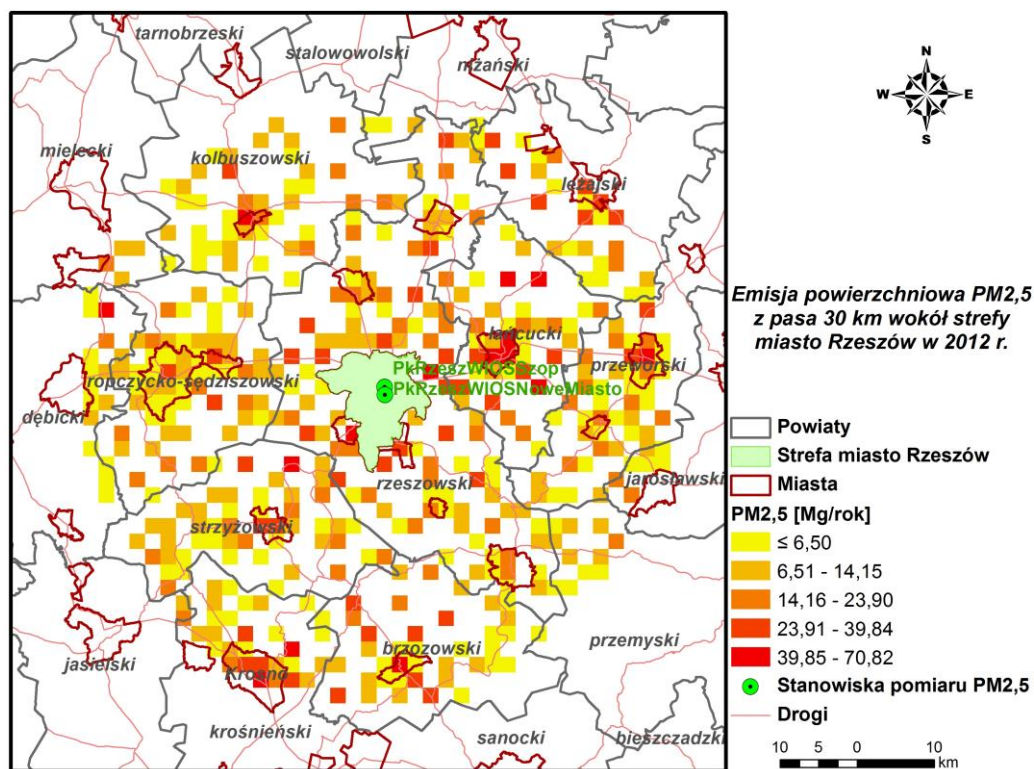 tarnobrzeski
stalowowolski
niżański
mielecki
kolbuszowski
leżajski
łańcucki
PkRzeszWIOSRzop
ropczycko-sędziszowski
PkRzeszWIOSNoweMiasto
przeworski
dębicki
rzeszowski
jarosławski
strzyżowski
brzozowski
przemyski
jasielski
Krosno
krośnieński
sanocki
bieszczadzki
N
W
E
S
Emisja powierzchniowa PM2,5
z pasa 30 km wokół strefy
miasto Rzeszów w 2012 r.
Powiaty
Strefa miasto Rzeszów
Miasta
PM2,5 [Mg/rok]
≤ 6,50
6,51 - 14,15
14,16 - 23,90
23,91 - 39,84
39,85 - 70,82
Stanowiska pomiaru PM2,5
Drogi
10 5 0 10
km